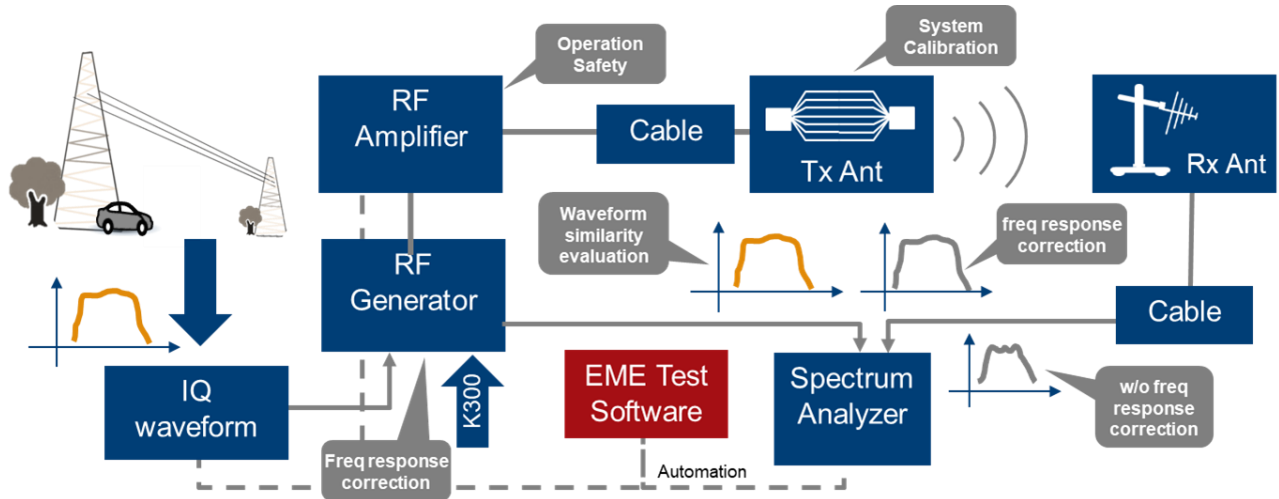 Operation
Safety
System
Calibration
RF
Amplifier
Cable
Tx Ant
Rx Ant
Waveform
similarity
evaluation
freq response
correction
RF
Generator
Cable
IQ
waveform
K300
EME Test
Software
Spectrum
Analyzer
w/o freq
response
correction
Freq response
correction
Automation